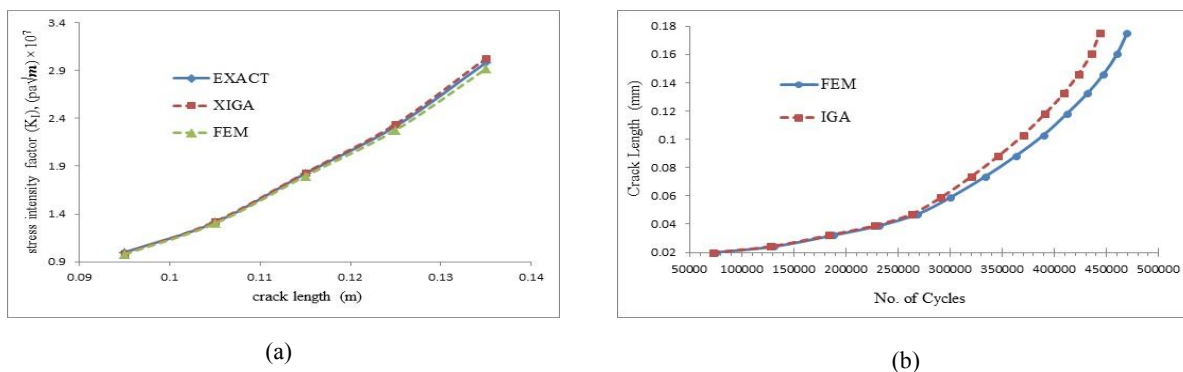 3.4
2.9
2.4
1.9
1.4
0.9
stress intensity factor (K_I), (pa√m) ×10⁷
EXACT
XIGA
FEM
0.09
0.1
0.11
0.12
0.13
0.14
crack length (m)
(a)
0.18
0.16
0.14
0.12
0.1
0.08
0.06
0.04
0.02
Crack Length (mm)
FEM
IGA
50000
100000
150000
200000
250000
300000
350000
400000
450000
500000
No. of Cycles
(b)